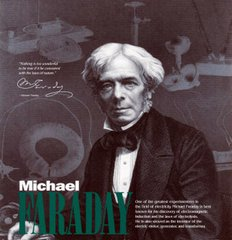 "Nothing is too wonderful
to be true if it be consistent
with the laws of nature."
M Faraday
- Michael Faraday
Michael
FARADAY
One of the greatest experimenters in
the field of electricity, Michael Faraday is best
known for the discovery of electromagnetic
induction and the laws of electrolysis.
He is also known as the inventor of the
electric motor, generator, and transformer.